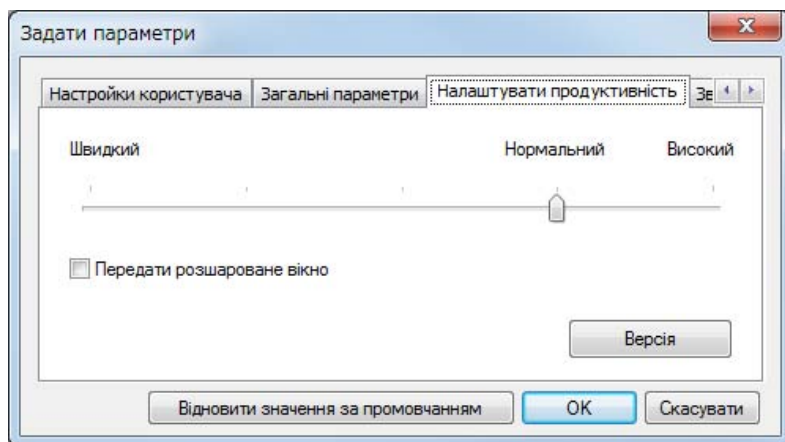 Задати параметри
Настройки користувача Загальні параметри Налаштувати продуктивність Зе
Швидкий Нормальний Високий
Передати розшароване вікно
Версія
Відновити значення за промовчанням OK Скасувати